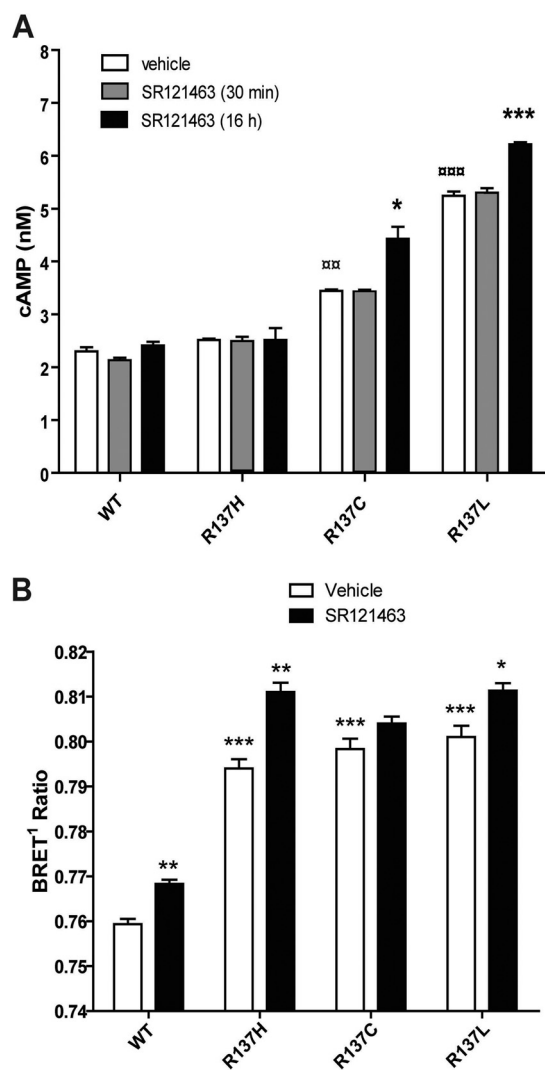 A
vehicle
SR121463 (30 min)
SR121463 (16 h)
cAMP (nM)
8
7
6
5
4
3
2
1
0
¤¤
*
¤¤¤
***
WT
R137H
R137C
R137L
B
Vehicle
SR121463
BRET1 Ratio
0.82
0.81
0.80
0.79
0.78
0.77
0.76
0.75
0.74
**
***
**
***
***
*
WT
R137H
R137C
R137L